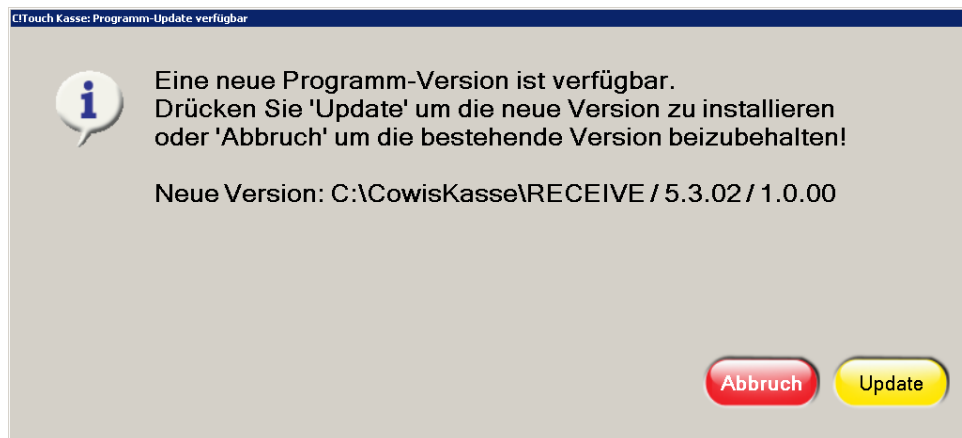 C!Touch Kasse: Programm-Update verfügbar
Eine neue Programm-Version ist verfügbar.
Drücken Sie 'Update' um die neue Version zu installieren
oder 'Abbruch' um die bestehende Version beizubehalten!
Neue Version: C:\CowisKasse\RECEIVE / 5.3.02 / 1.0.00
Abbruch
Update